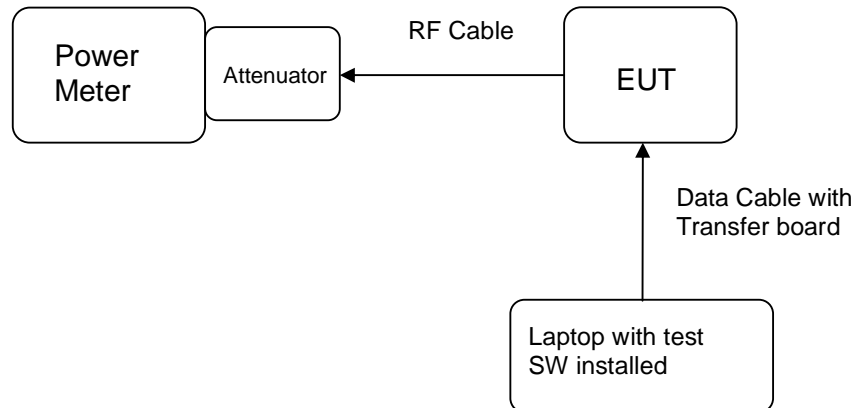 RF Cable
Power
Meter
Attenuator
EUT
Data Cable with
Transfer board
Laptop with test
SW installed